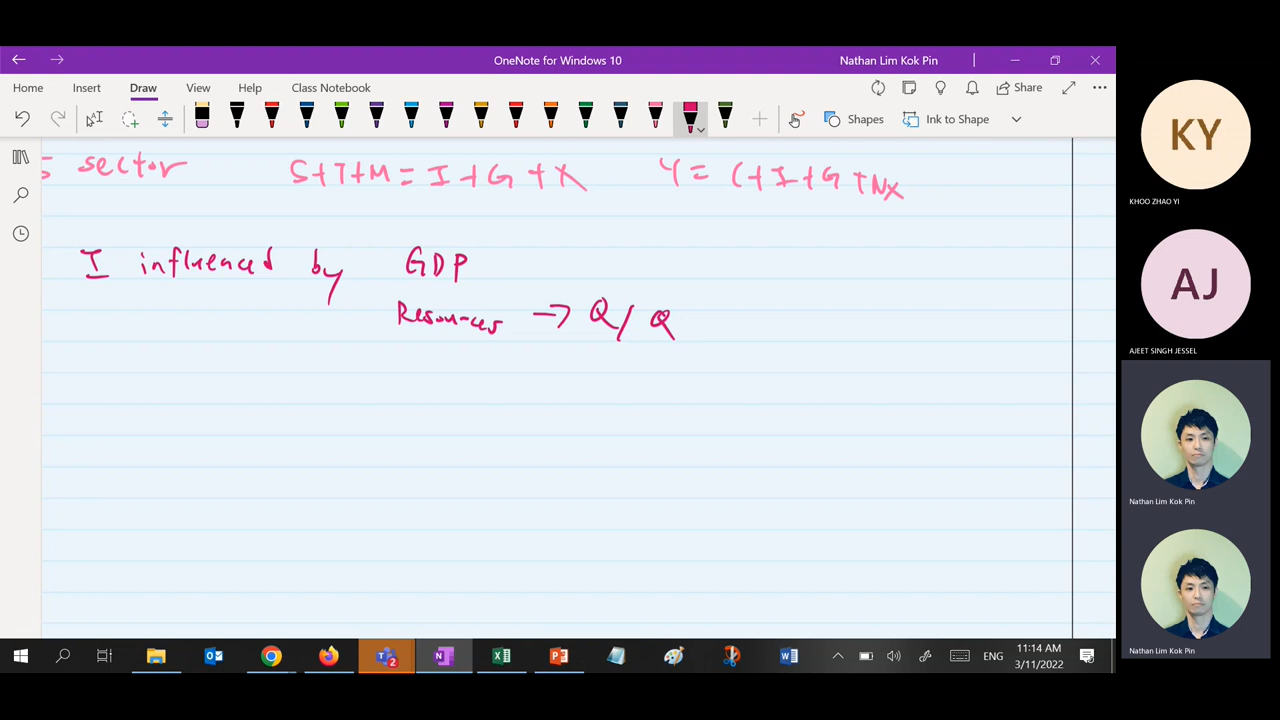 OneNote for Windows 10
Nathan Lim Kok Pin
Home Insert Draw View Help Class Notebook
Share
Shapes
Ink to Shape
5 sector S+T+M = I+G+X Y = C+I+G+NX
I influenced by GDP
Resources → Q/Q
KY
KHOO ZHAO YI
AJ
AJEET SINGH JESSEL
Nathan Lim Kok Pin
Nathan Lim Kok Pin
2
ENG
11:14 AM
3/11/2022